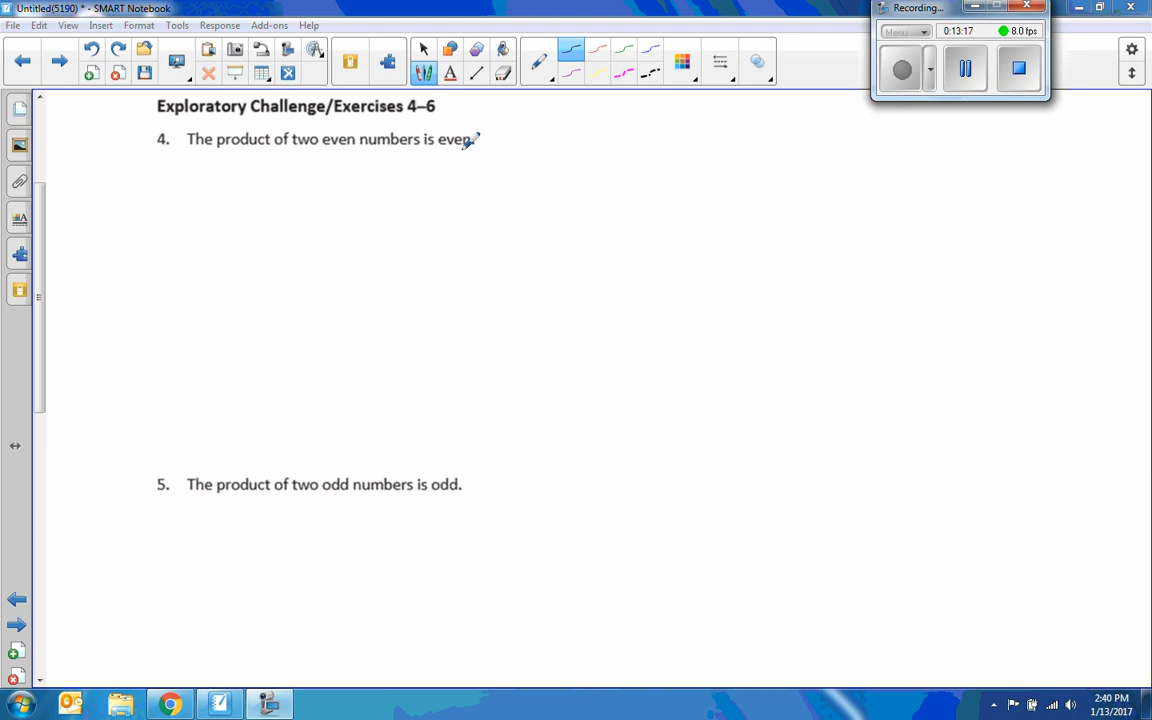 Untitled(5190) * - SMART Notebook
Recording...
File Edit View Insert Format Tools Response Add-ons Help
Menu 0:13:17 8.0 fps
Exploratory Challenge/Exercises 4–6
4. The product of two even numbers is even
5. The product of two odd numbers is odd.
2:40 PM
1/13/2017